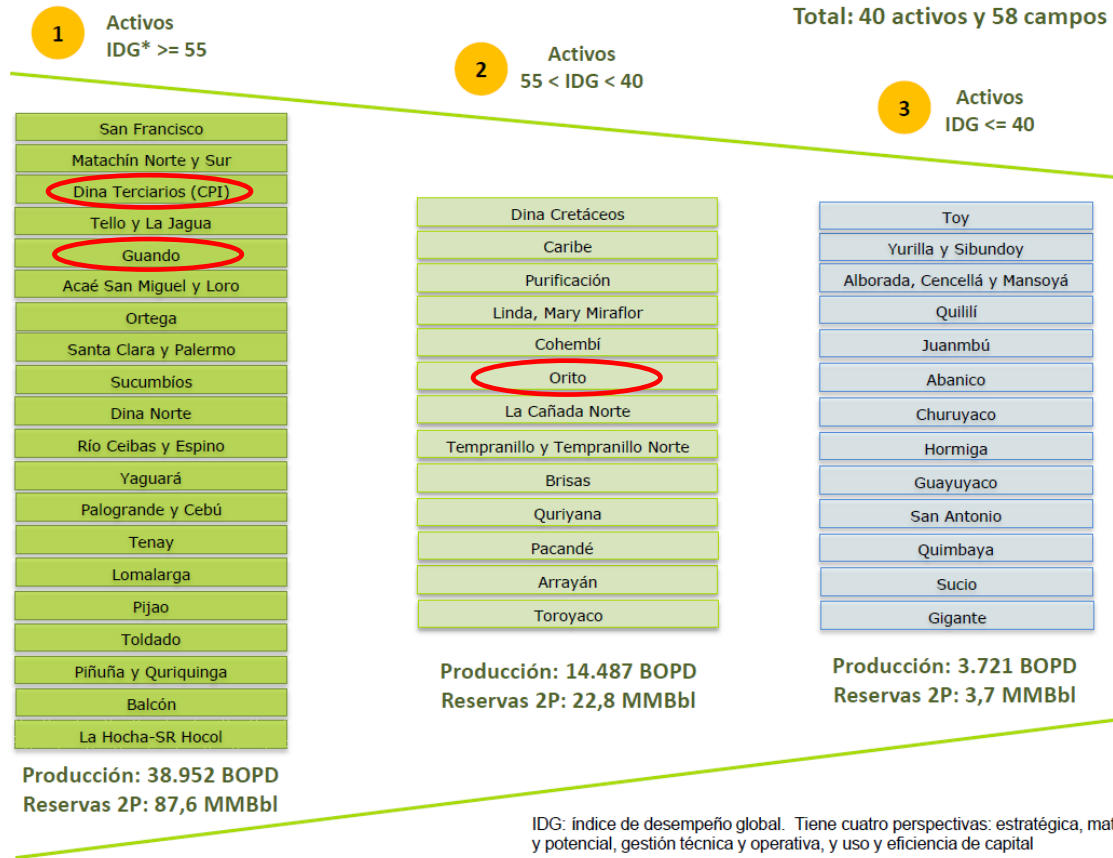 Total: 40 activos y 58 campos
1
Activos
IDG* >= 55
San Francisco
Matachín Norte y Sur
Dina Terciarios (CPI)
Tello y La Jagua
Guando
Acaé San Miguel y Loro
Ortega
Santa Clara y Palermo
Sucumbíos
Dina Norte
Río Ceibas y Espino
Yaguará
Palogrande y Cebú
Tenay
Lomalarga
Pijao
Toldado
Piñuña y Quriquinga
Balcón
La Hocha-SR Hocol
Producción: 38.952 BOPD
Reservas 2P: 87,6 MMBbl
2
Activos
55 < IDG < 40
Dina Cretáceos
Caribe
Purificación
Linda, Mary Miraflor
Cohembí
Orito
La Cañada Norte
Tempranillo y Tempranillo Norte
Brisas
Quriyana
Pacandé
Arrayán
Toroyaco
Producción: 14.487 BOPD
Reservas 2P: 22,8 MMBbl
3
Activos
IDG <= 40
Toy
Yurilla y Sibundoy
Alborada, Cencellá y Mansoyá
Quililí
Juanmbú
Abanico
Churuyaco
Hormiga
Guayuyaco
San Antonio
Quimbaya
Sucio
Gigante
Producción: 3.721 BOPD
Reservas 2P: 3,7 MMBbl
IDG: índice de desempeño global. Tiene cuatro perspectivas: estratégica, mat
y potencial, gestión técnica y operativa, y uso y eficiencia de capital